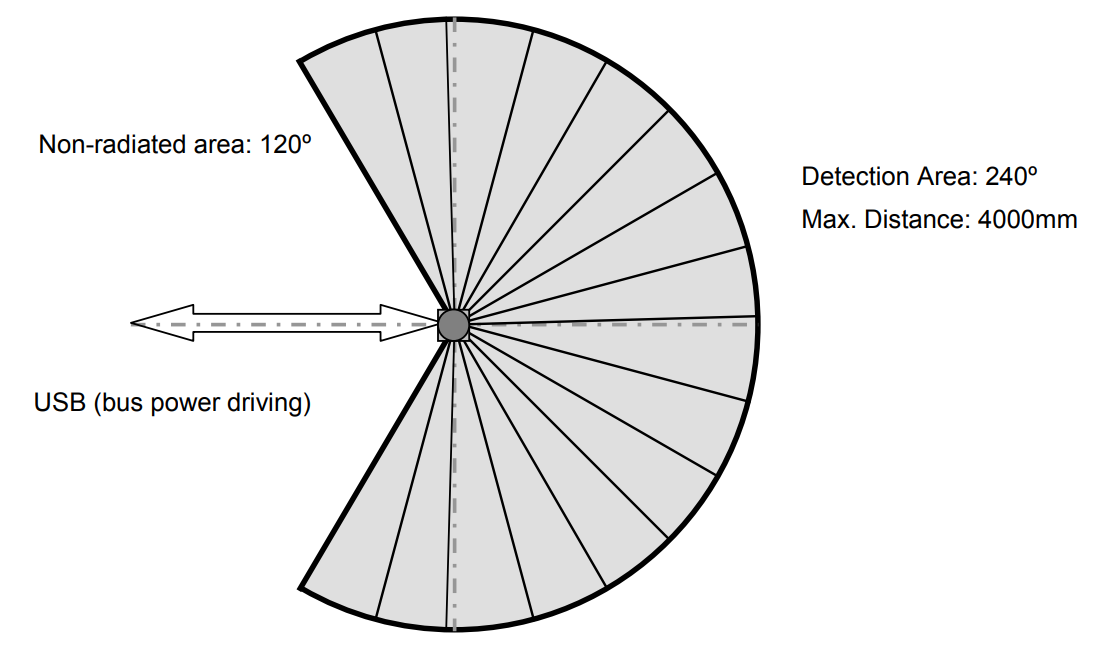 Non-radiated area: 120º
Detection Area: 240º
Max. Distance: 4000mm
USB (bus power driving)